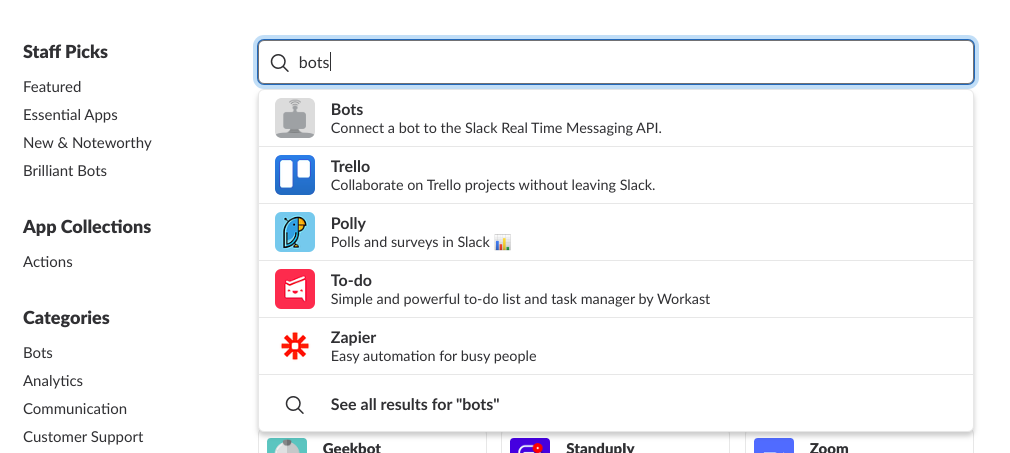 Staff Picks
Featured
Essential Apps
New & Noteworthy
Brilliant Bots
App Collections
Actions
Categories
Bots
Analytics
Communication
Customer Support
bots
Bots
Connect a bot to the Slack Real Time Messaging API.
Trello
Collaborate on Trello projects without leaving Slack.
Polly
Polls and surveys in Slack 📊
To-do
Simple and powerful to-do list and task manager by Workast
Zapier
Easy automation for busy people
See all results for "bots"
Geekbot
Standuply
Zoom